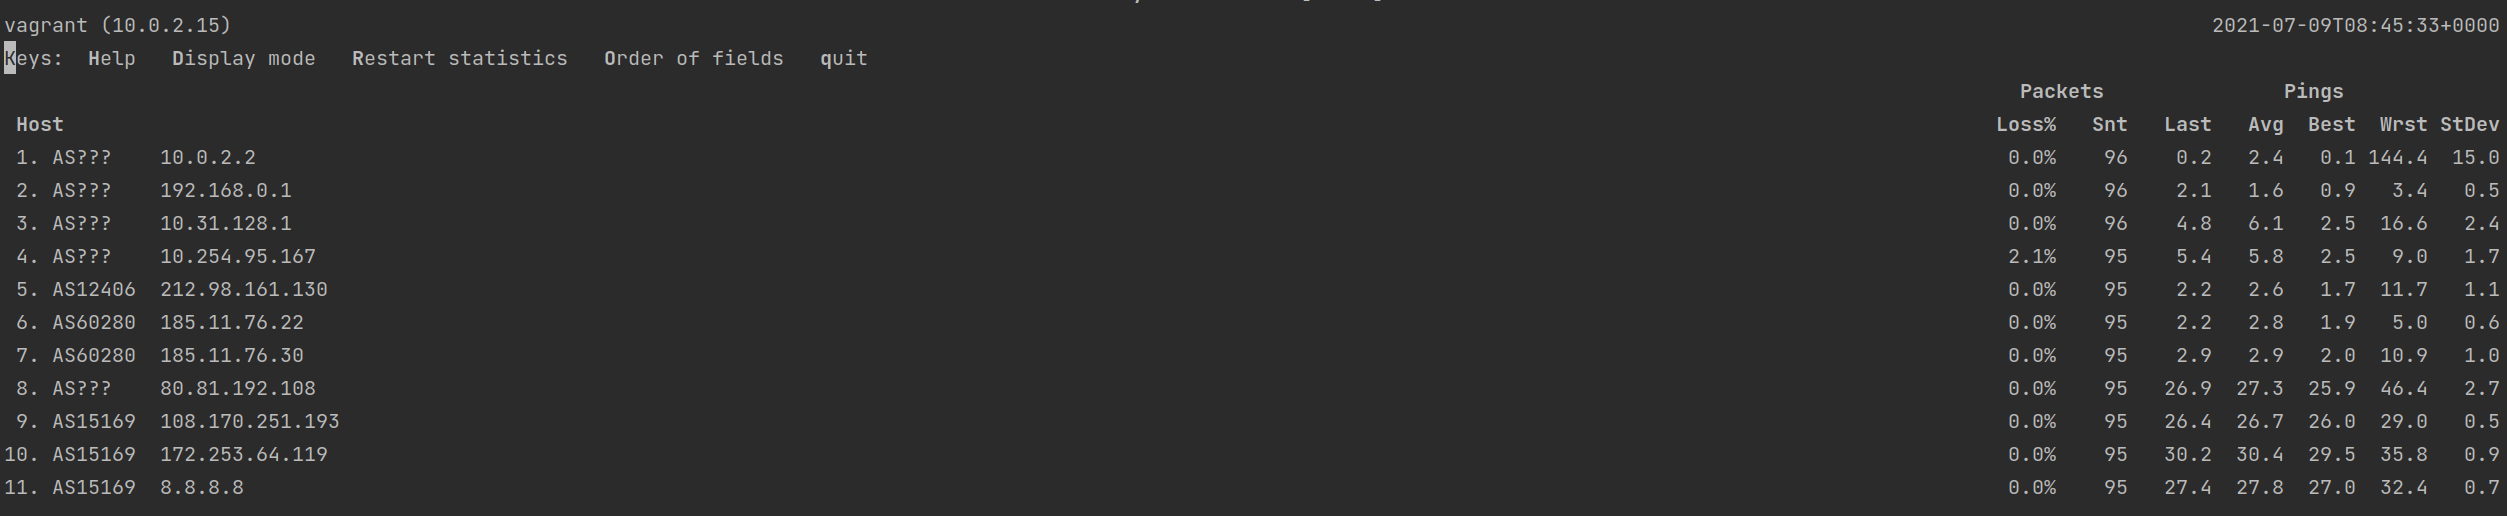 vagrant (10.0.2.15) 2021-07-09T08:45:33+0000
Keys: Help Display mode Restart statistics Order of fields quit
Packets Pings
Host Loss% Snt Last Avg Best Wrst StDev
1. AS??? 10.0.2.2 0.0% 96 0.2 2.4 0.1 144.4 15.0
2. AS??? 192.168.0.1 0.0% 96 2.1 1.6 0.9 3.4 0.5
3. AS??? 10.31.128.1 0.0% 96 4.8 6.1 2.5 16.6 2.4
4. AS??? 10.254.95.167 2.1% 95 5.4 5.8 2.5 9.0 1.7
5. AS12406 212.98.161.130 0.0% 95 2.2 2.6 1.7 11.7 1.1
6. AS60280 185.11.76.22 0.0% 95 2.2 2.8 1.9 5.0 0.6
7. AS60280 185.11.76.30 0.0% 95 2.9 2.9 2.0 10.9 1.0
8. AS??? 80.81.192.108 0.0% 95 26.9 27.3 25.9 46.4 2.7
9. AS15169 108.170.251.193 0.0% 95 26.4 26.7 26.0 29.0 0.5
10. AS15169 172.253.64.119 0.0% 95 30.2 30.4 29.5 35.8 0.9
11. AS15169 8.8.8.8 0.0% 95 27.4 27.8 27.0 32.4 0.7